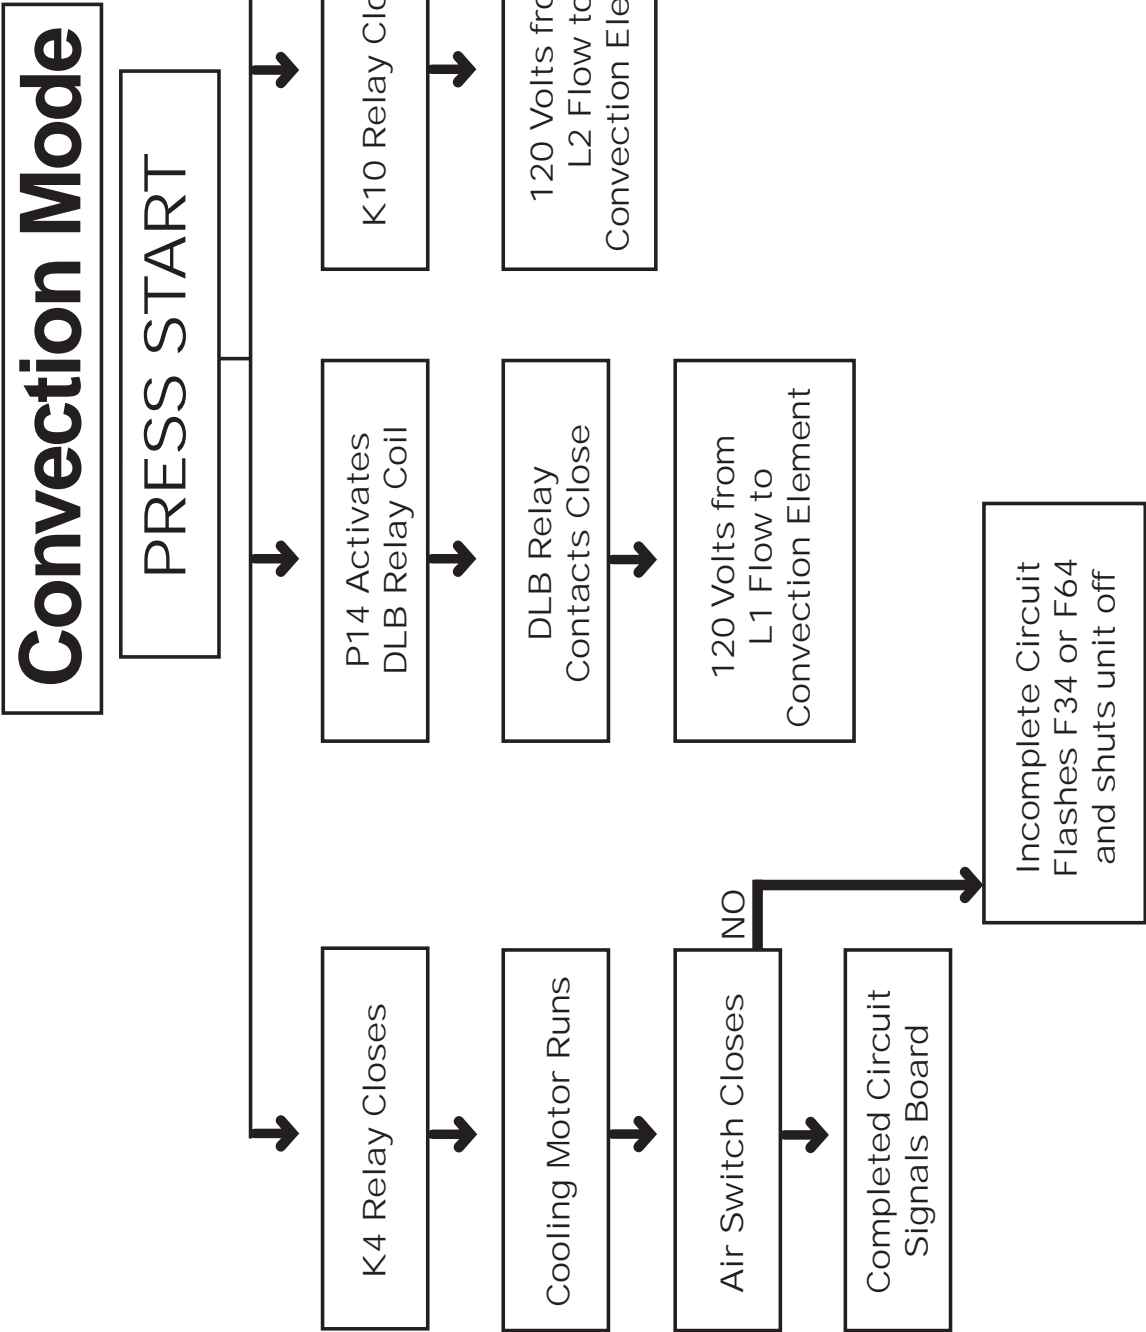 Convection Mode
PRESS START
K4 Relay Closes
Cooling Motor Runs
Air Switch Closes
NO
Completed Circuit
Signals Board
Incomplete Circuit
Flashes F34 or F64
and shuts unit off
P14 Activates
DLB Relay Coil
DLB Relay
Contacts Close
120 Volts from
L1 Flow to
Convection Element
K10 Relay Clo
120 Volts fro
L2 Flow to
Convection Ele